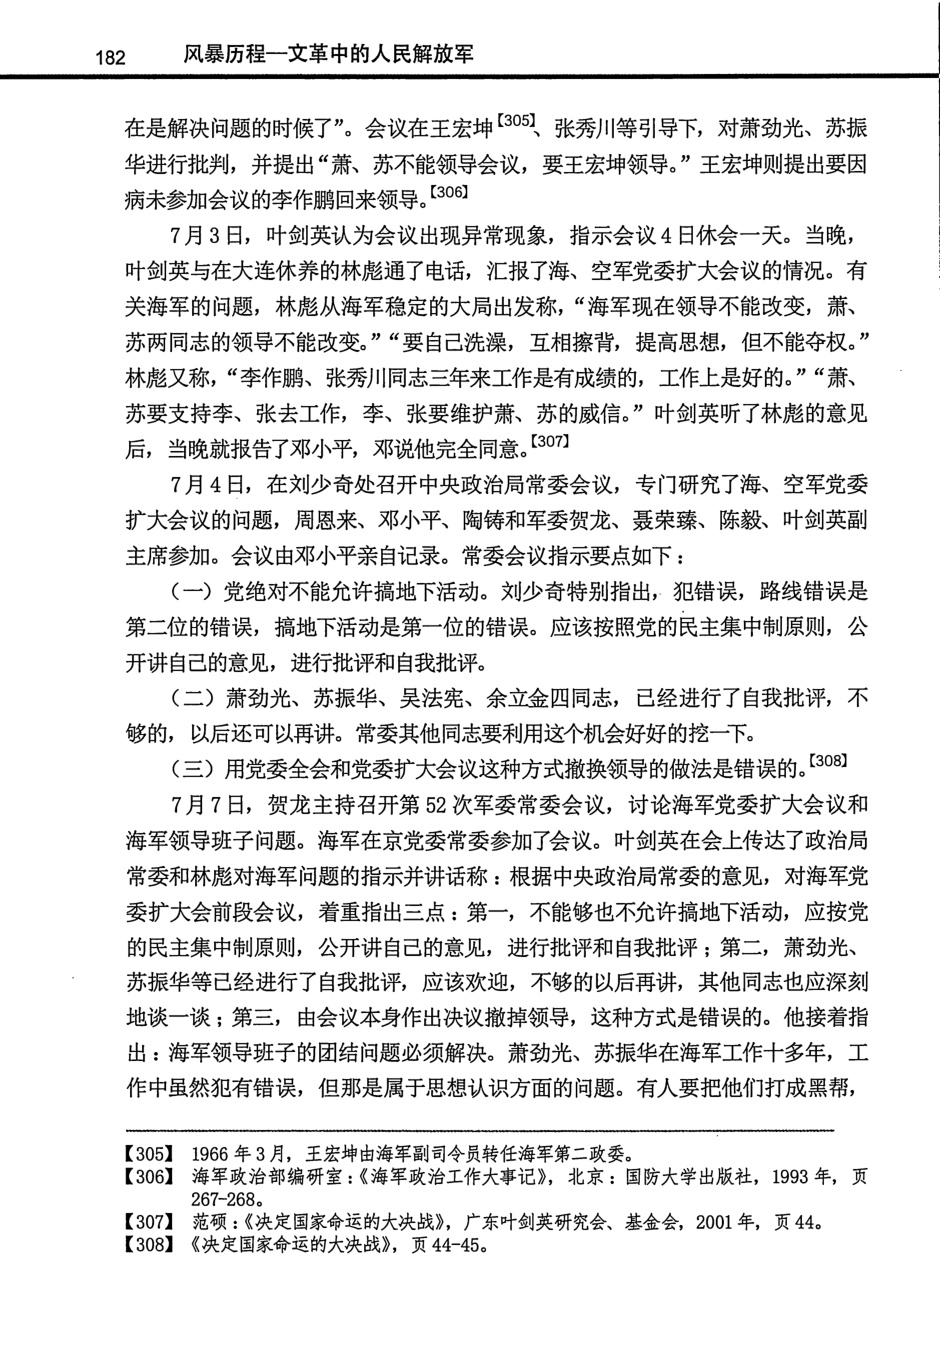 182 风暴历程—文革中的人民解放军
在是解决问题的时候了”。会议在王宏坤【305】、张秀川等引导下，对萧劲光、苏振
华进行批判，并提出“萧、苏不能领导会议，要王宏坤领导。”王宏坤则提出要因
病未参加会议的李作鹏回来领导。【306】
7月3日，叶剑英认为会议出现异常现象，指示会议4日休会一天。当晚，
叶剑英与在大连休养的林彪通了电话，汇报了海、空军党委扩大会议的情况。有
关海军的问题，林彪从海军稳定的大局出发称，“海军现在领导不能改变，萧、
苏两同志的领导不能改变。”“要自己洗澡，互相擦背，提高思想，但不能夺权。”
林彪又称，“李作鹏、张秀川同志三年来工作是有成绩的，工作上是好的。”“萧、
苏要支持李、张去工作，李、张要维护萧、苏的威信。”叶剑英听了林彪的意见
后，当晚就报告了邓小平，邓说他完全同意。【307】
7月4日，在刘少奇处召开中央政治局常委会议，专门研究了海、空军党委
扩大会议的问题，周恩来、邓小平、陶铸和军委贺龙、聂荣臻、陈毅、叶剑英副
主席参加。会议由邓小平亲自记录。常委会议指示要点如下：
（一）党绝对不能允许搞地下活动。刘少奇特别指出，犯错误，路线错误是
第二位的错误，搞地下活动是第一位的错误。应该按照党的民主集中制原则，公
开讲自己的意见，进行批评和自我批评。
（二）萧劲光、苏振华、吴法宪、余立金四同志，已经进行了自我批评，不
够的，以后还可以再讲。常委其他同志要利用这个机会好好的挖一下。
（三）用党委全会和党委扩大会议这种方式撤换领导的做法是错误的。【308】
7月7日，贺龙主持召开第52次军委常委会议，讨论海军党委扩大会议和
海军领导班子问题。海军在京党委常委参加了会议。叶剑英在会上传达了政治局
常委和林彪对海军问题的指示并讲话称：根据中央政治局常委的意见，对海军党
委扩大会前段会议，着重指出三点：第一，不能够也不允许搞地下活动，应按党
的民主集中制原则，公开讲自己的意见，进行批评和自我批评；第二，萧劲光、
苏振华等已经进行了自我批评，应该欢迎，不够的以后再讲，其他同志也应深刻
地谈一谈；第三，由会议本身作出决议撤掉领导，这种方式是错误的。他接着指
出：海军领导班子的团结问题必须解决。萧劲光、苏振华在海军工作十多年，工
作中虽然犯有错误，但那是属于思想认识方面的问题。有人要把他们打成黑帮，
【305】 1966年3月，王宏坤由海军副司令员转任海军第二政委。
【306】 海军政治部编研室：《海军政治工作大事记》，北京：国防大学出版社，1993年，页
267-268。
【307】 范硕：《决定国家命运的大决战》，广东叶剑英研究会、基金会，2001年，页44。
【308】 《决定国家命运的大决战》，页44-45。